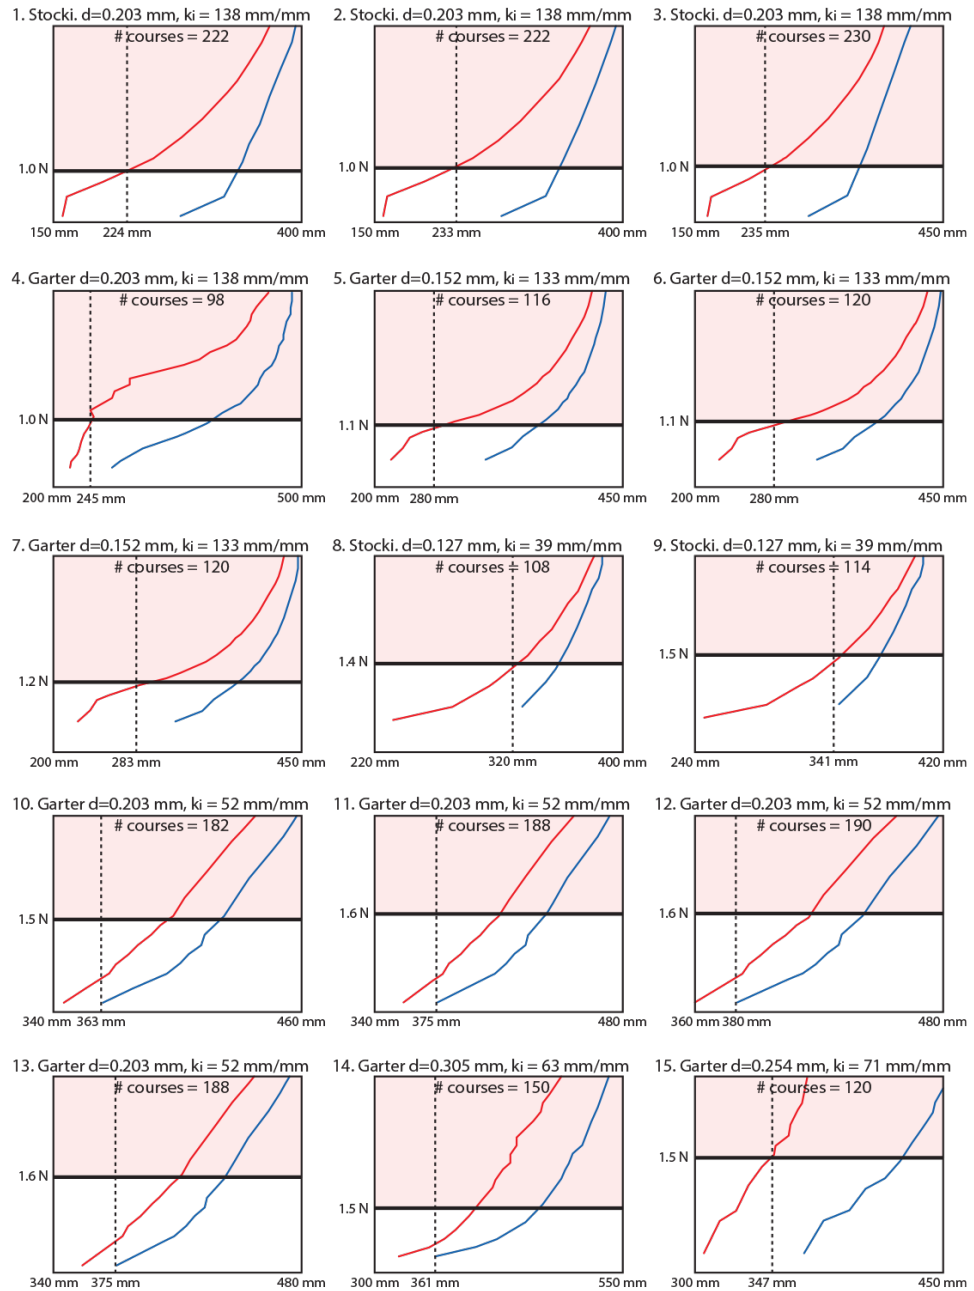 1. Stocki. d=0.203 mm, ki = 138 mm/mm
2. Stocki. d=0.203 mm, ki = 138 mm/mm
3. Stocki. d=0.203 mm, ki = 138 mm/mm
# courses = 222
# courses = 222
# courses = 230
1.0 N
1.0 N
1.0 N
150 mm 224 mm 400 mm
150 mm 233 mm 400 mm
150 mm 235 mm 450 mm
4. Garter d=0.203 mm, ki = 138 mm/mm
5. Garter d=0.152 mm, ki = 133 mm/mm
6. Garter d=0.152 mm, ki = 133 mm/mm
# courses = 98
# courses = 116
# courses = 120
1.0 N
1.1 N
1.1 N
200 mm 245 mm 500 mm
200 mm 280 mm 450 mm
200 mm 280 mm 450 mm
7. Garter d=0.152 mm, ki = 133 mm/mm
8. Stocki. d=0.127 mm, ki = 39 mm/mm
9. Stocki. d=0.127 mm, ki = 39 mm/mm
# courses = 120
# courses = 108
# courses = 114
1.2 N
1.4 N
1.5 N
200 mm 283 mm 450 mm
220 mm 320 mm 400 mm
240 mm 341 mm 420 mm
10. Garter d=0.203 mm, ki = 52 mm/mm
11. Garter d=0.203 mm, ki = 52 mm/mm
12. Garter d=0.203 mm, ki = 52 mm/mm
# courses = 182
# courses = 188
# courses = 190
1.5 N
1.6 N
1.6 N
340 mm 363 mm 460 mm
340 mm 375 mm 480 mm
360 mm 380 mm 480 mm
13. Garter d=0.203 mm, ki = 52 mm/mm
14. Garter d=0.305 mm, ki = 63 mm/mm
15. Garter d=0.254 mm, ki = 71 mm/mm
# courses = 188
# courses = 150
# courses = 120
1.6 N
1.5 N
1.5 N
340 mm 375 mm 480 mm
300 mm 361 mm 550 mm
300 mm 347 mm 450 mm